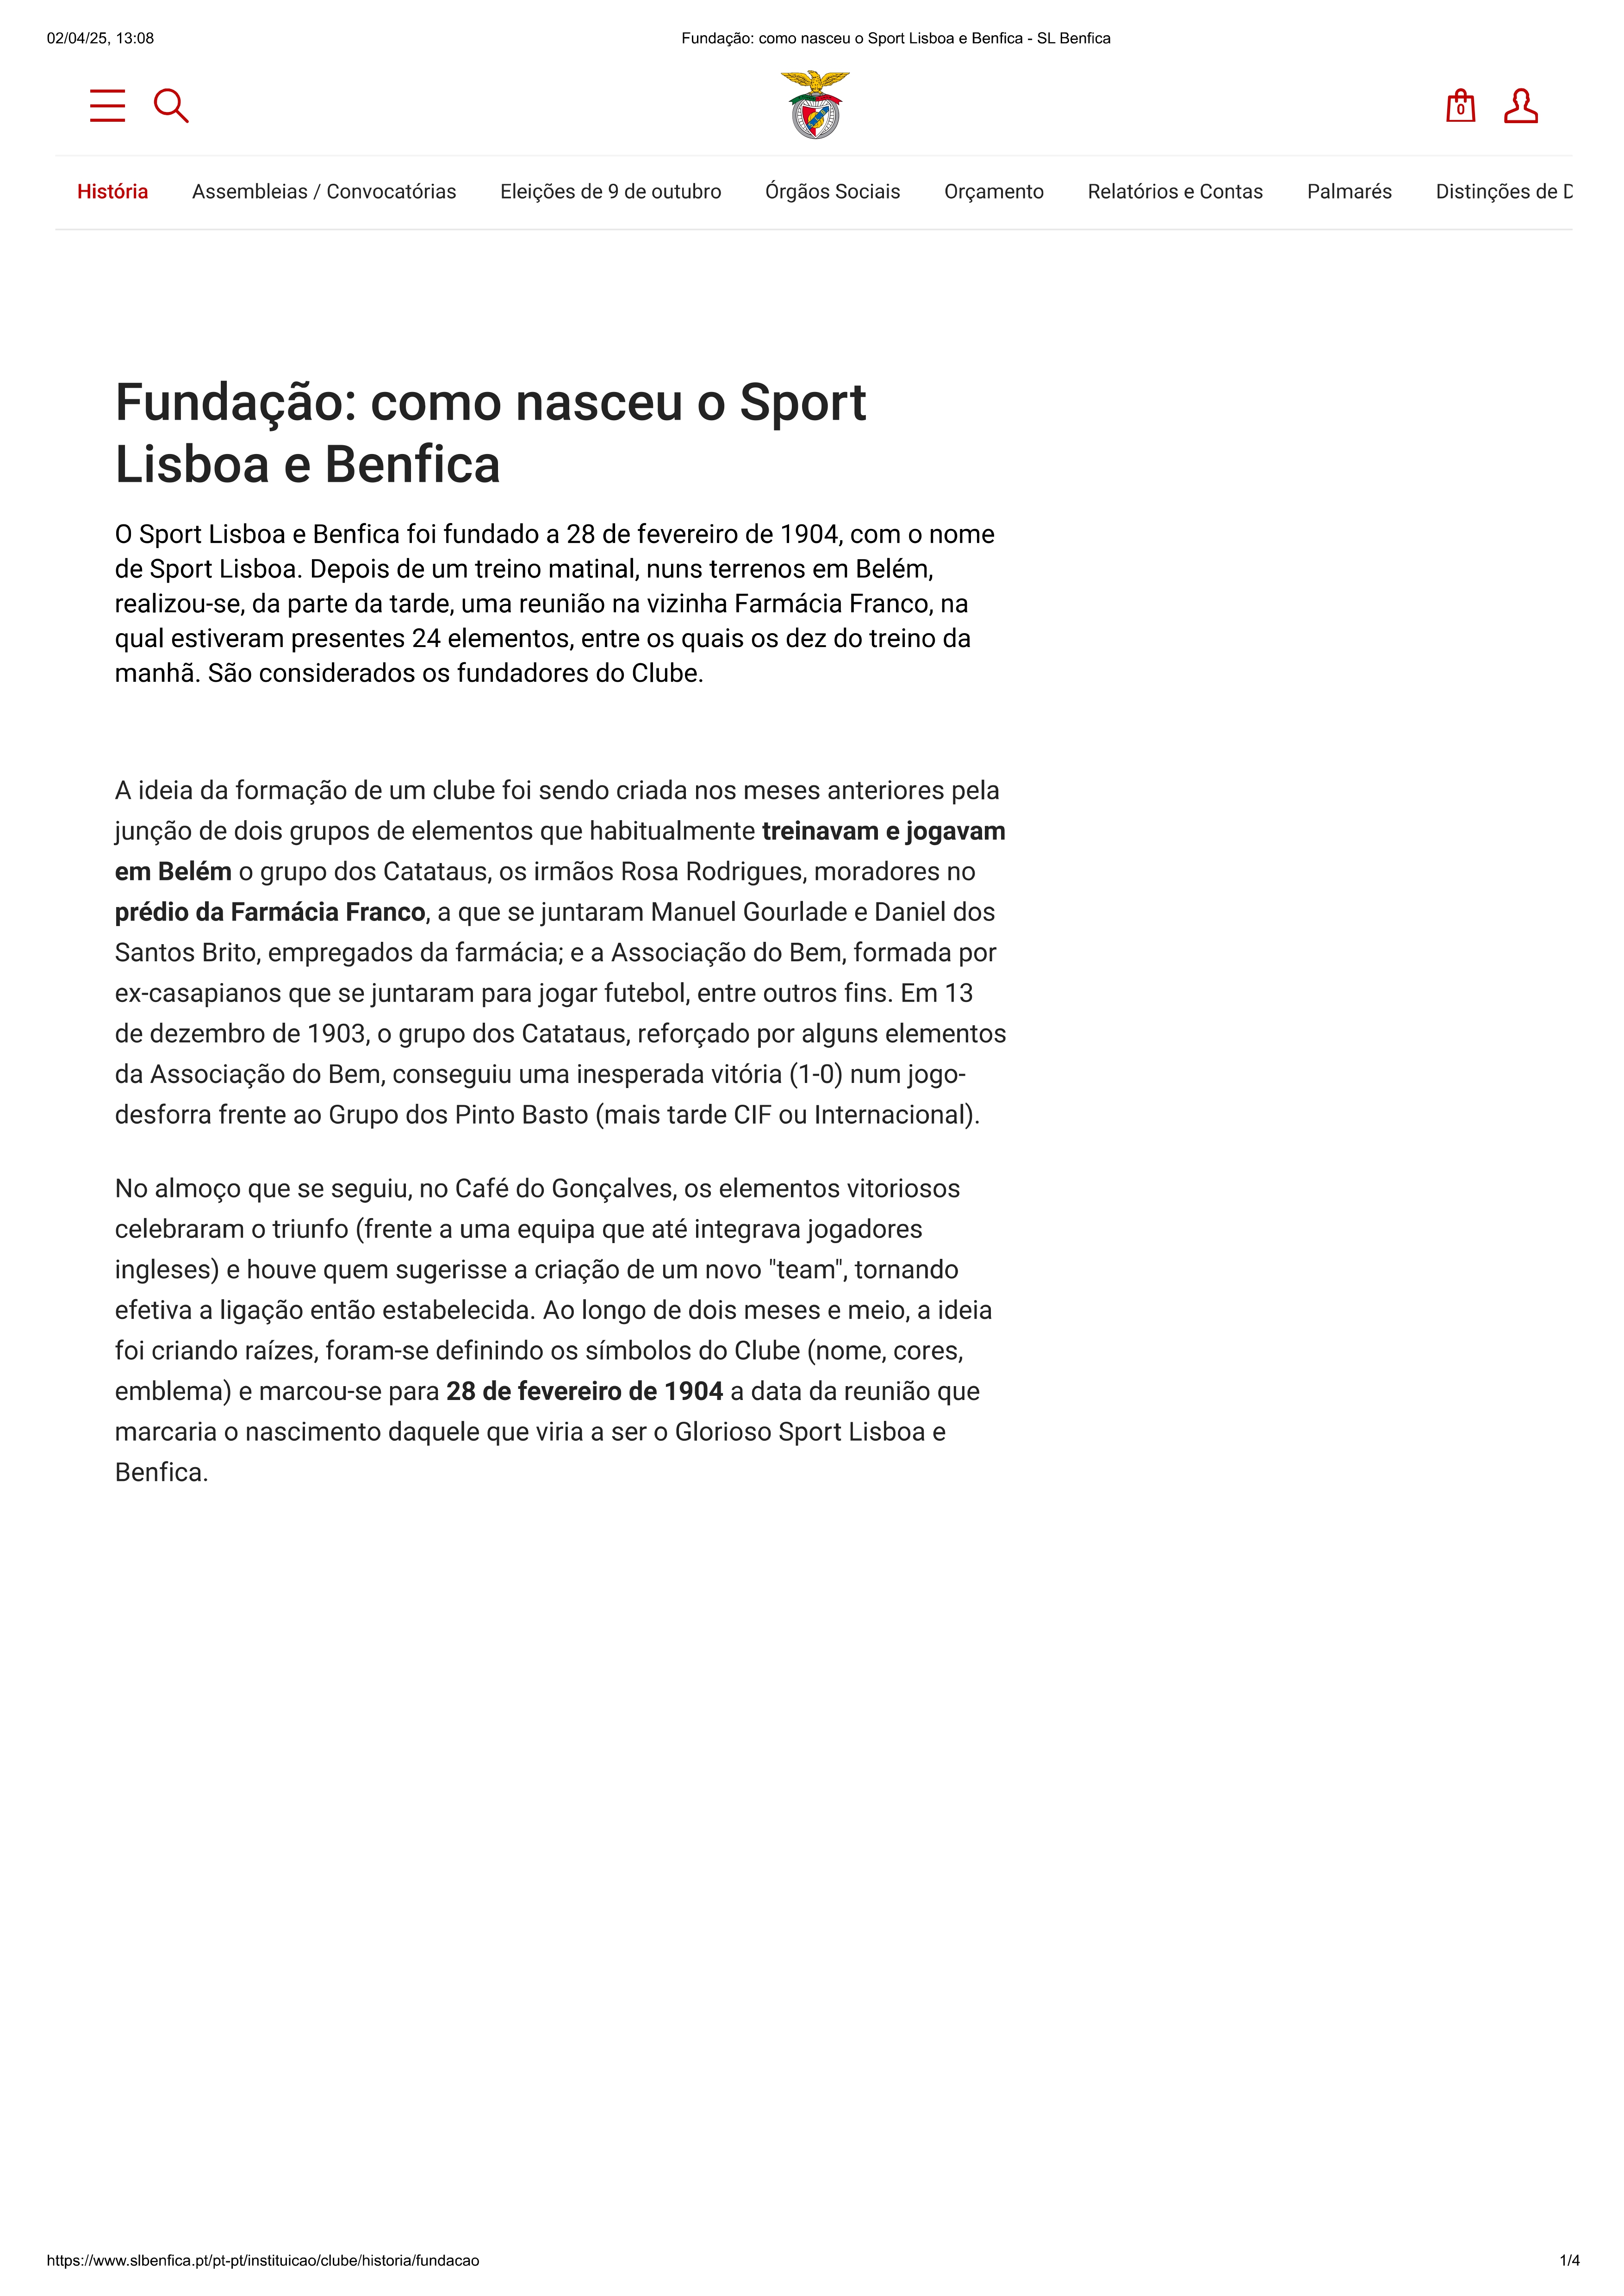 02/04/25, 13:08
Fundação: como nasceu o Sport Lisboa e Benfica - SL Benfica
0
História
Assembleias / Convocatórias
Eleições de 9 de outubro
Órgãos Sociais
Orçamento
Relatórios e Contas
Palmarés
Distinções de D
Fundação: como nasceu o Sport
Lisboa e Benfica
O Sport Lisboa e Benfica foi fundado a 28 de fevereiro de 1904, com o nome
de Sport Lisboa. Depois de um treino matinal, nuns terrenos em Belém,
realizou-se, da parte da tarde, uma reunião na vizinha Farmácia Franco, na
qual estiveram presentes 24 elementos, entre os quais os dez do treino da
manhã. São considerados os fundadores do Clube.
A ideia da formação de um clube foi sendo criada nos meses anteriores pela
junção de dois grupos de elementos que habitualmente treinavam e jogavam
em Belém o grupo dos Catataus, os irmãos Rosa Rodrigues, moradores no
prédio da Farmácia Franco, a que se juntaram Manuel Gourlade e Daniel dos
Santos Brito, empregados da farmácia; e a Associação do Bem, formada por
ex-casapianos que se juntaram para jogar futebol, entre outros fins. Em 13
de dezembro de 1903, o grupo dos Catataus, reforçado por alguns elementos
da Associação do Bem, conseguiu uma inesperada vitória (1-0) num jogo-
desforra frente ao Grupo dos Pinto Basto (mais tarde CIF ou Internacional).
No almoço que se seguiu, no Café do Gonçalves, os elementos vitoriosos
celebraram o triunfo (frente a uma equipa que até integrava jogadores
ingleses) e houve quem sugerisse a criação de um novo "team", tornando
efetiva a ligação então estabelecida. Ao longo de dois meses e meio, a ideia
foi criando raízes, foram-se definindo os símbolos do Clube (nome, cores,
emblema) e marcou-se para 28 de fevereiro de 1904 a data da reunião que
marcaria o nascimento daquele que viria a ser o Glorioso Sport Lisboa e
Benfica.
https://www.slbenfica.pt/pt-pt/instituicao/clube/historia/fundacao
1/4